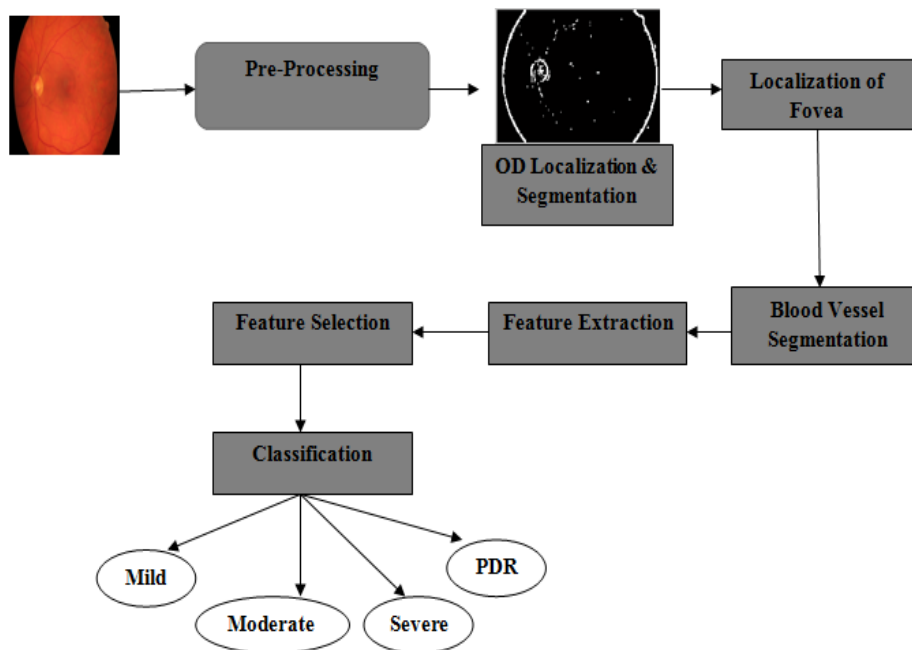 Pre-Processing
OD Localization &
Segmentation
Localization of
Fovea
Blood Vessel
Segmentation
Feature Extraction
Feature Selection
Classification
Mild
Moderate
Severe
PDR